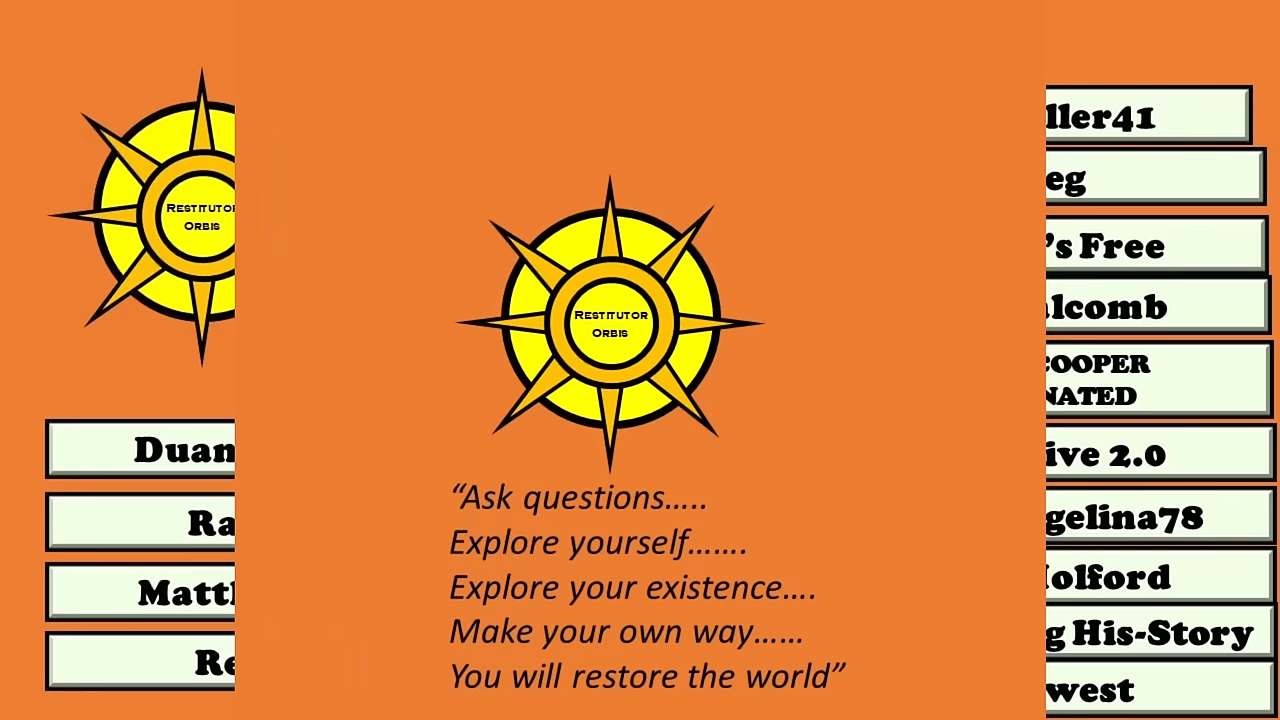 RESTITUTOR
ORBIS
Duan
Ra
Matt
Re
RESTITUTOR
ORBIS
“Ask questions…..
Explore yourself…….
Explore your existence….
Make your own way……
You will restore the world”
ller41
eg
’s Free
lcomb
COOPER
NATED
ive 2.0
gelina78
olford
g His-Story
west